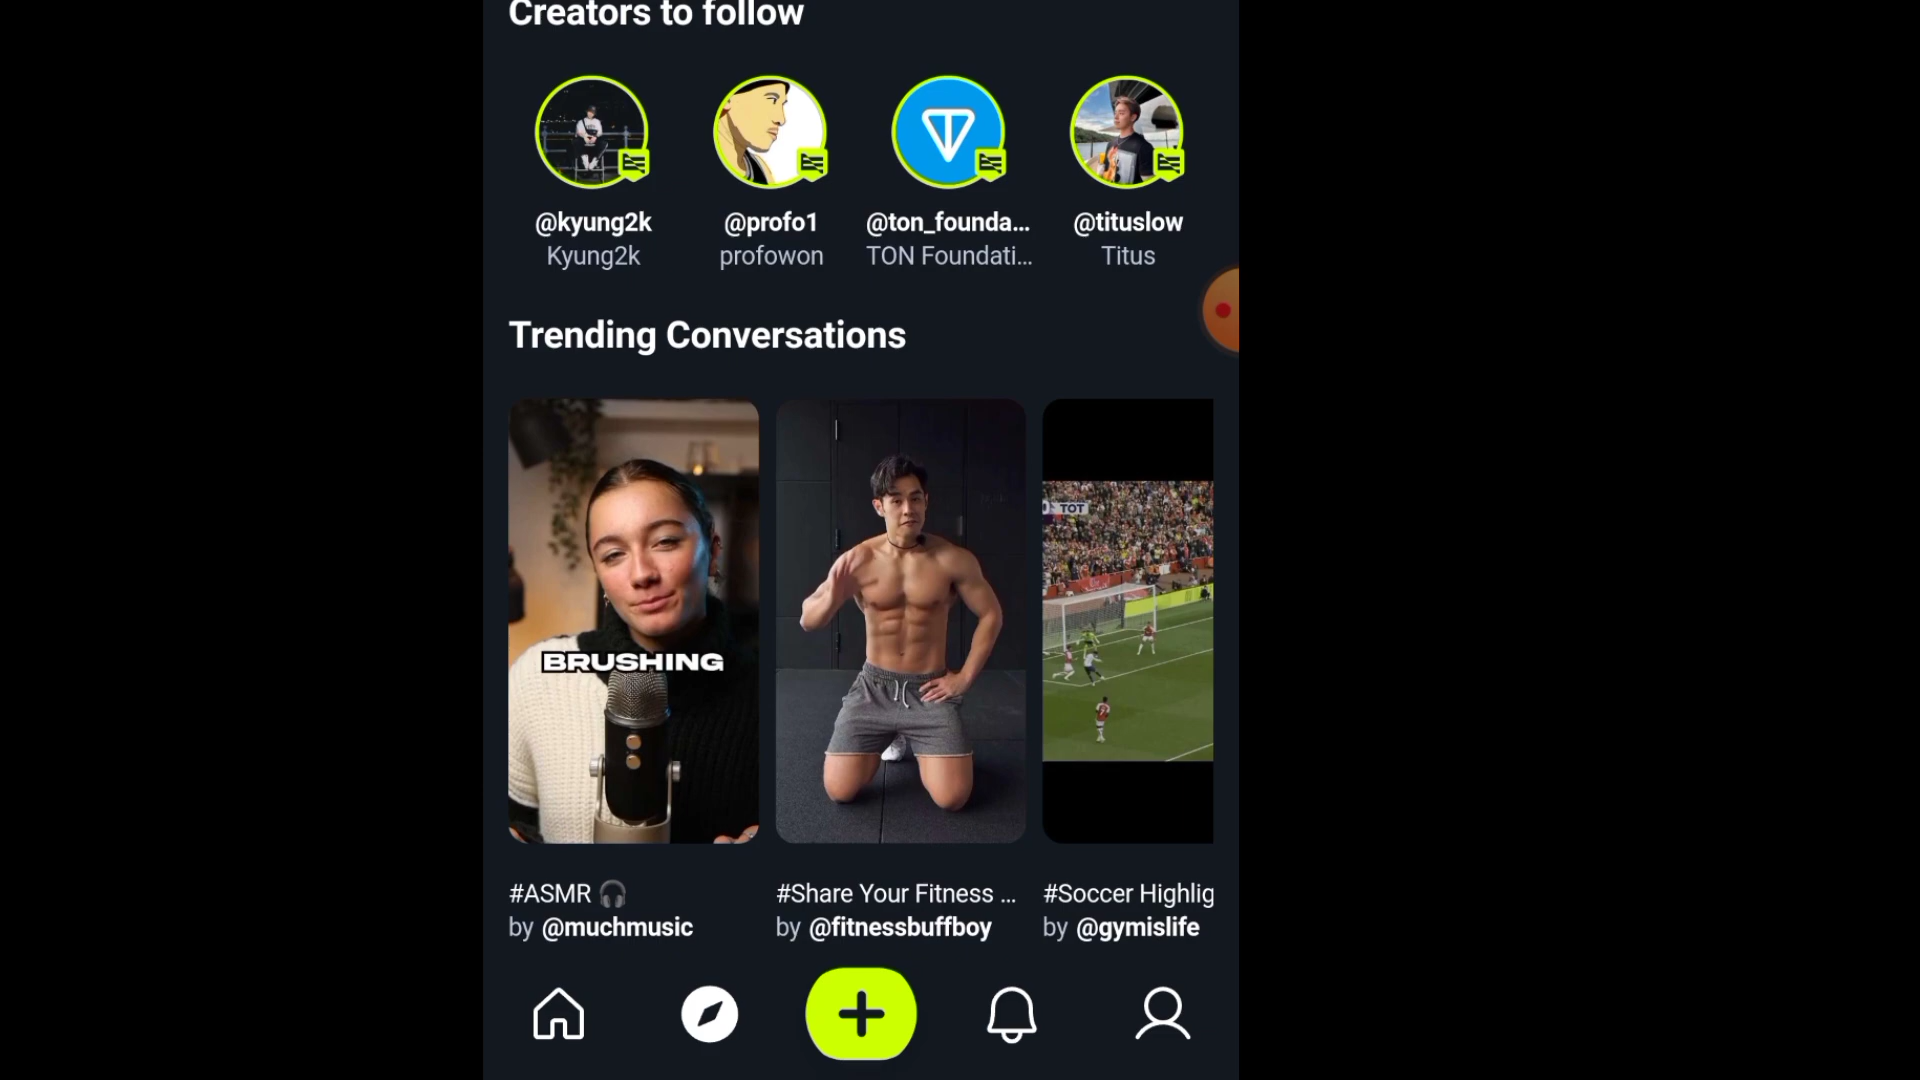 Creators to follow
@kyung2k
Kyung2k
@profo1
profowon
@ton_founda...
TON Foundati...
@tituslow
Titus
Trending Conversations
BRUSHING
TOT
#ASMR 🎧
by @muchmusic
#Share Your Fitness ...
by @fitnessbuffboy
#Soccer Highlig
by @gymislife